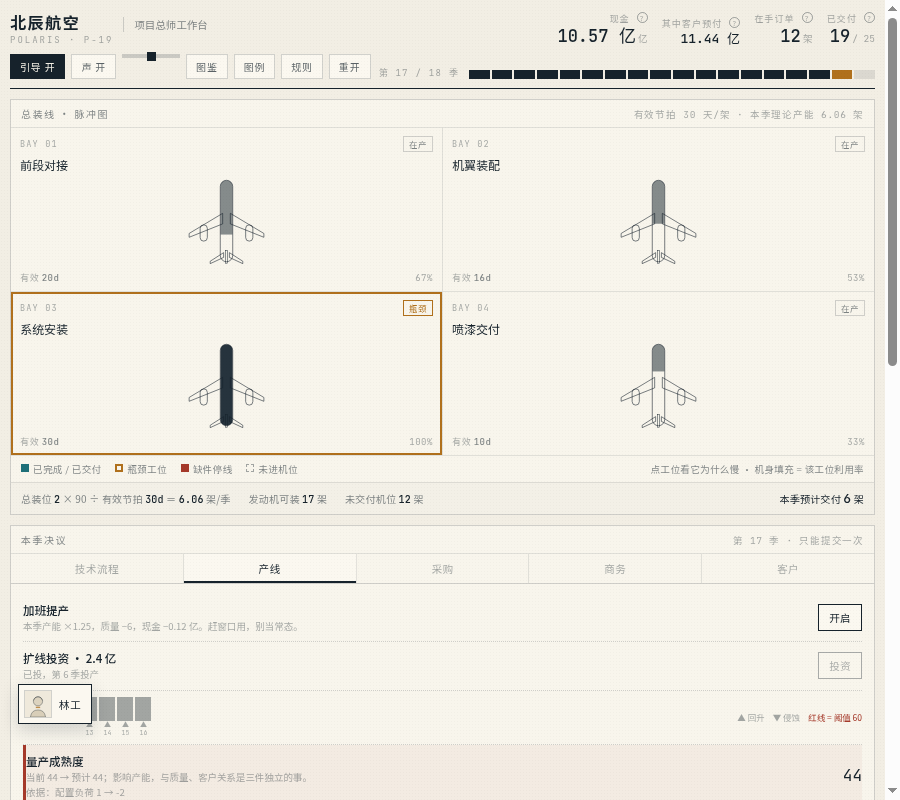 北辰航空
POLARIS · P-19
项目总师工作台
现金 ?
10.57 亿 亿
其中客户预付 ?
11.44 亿
在手订单 ?
12 架
已交付 ?
19 / 25
引导 开
声 开
图鉴
图例
规则
重开
第 17 / 18 季
总装线 · 脉冲图
有效节拍 30 天/架 · 本季理论产能 6.06 架
BAY 01
在产
前段对接
有效 20d
67%
BAY 02
在产
机翼装配
有效 16d
53%
BAY 03
瓶颈
系统安装
有效 30d
100%
BAY 04
在产
喷漆交付
有效 10d
33%
已完成 / 已交付
瓶颈工位
缺件停线
未进机位
点工位看它为什么慢 · 机身填充 = 该工位利用率
总装位 2 × 90 ÷ 有效节拍 30d = 6.06 架/季
发动机可装 17 架
未交付机位 12 架
本季预计交付 6 架
本季决议
第 17 季 · 只能提交一次
技术流程
产线
采购
商务
客户
加班提产
本季产能 ×1.25，质量 −6，现金 −0.12 亿。赶窗口用，别当常态。
开启
扩线投资 · 2.4 亿
已投，第 6 季投产
投资
林工
13
14
15
16
▲ 回升
▼ 侵蚀
红线 = 阈值 60
量产成熟度
当前 44 → 预计 44；影响产能，与质量、客户关系是三件独立的事。
44
依据：配置负荷 1 → -2